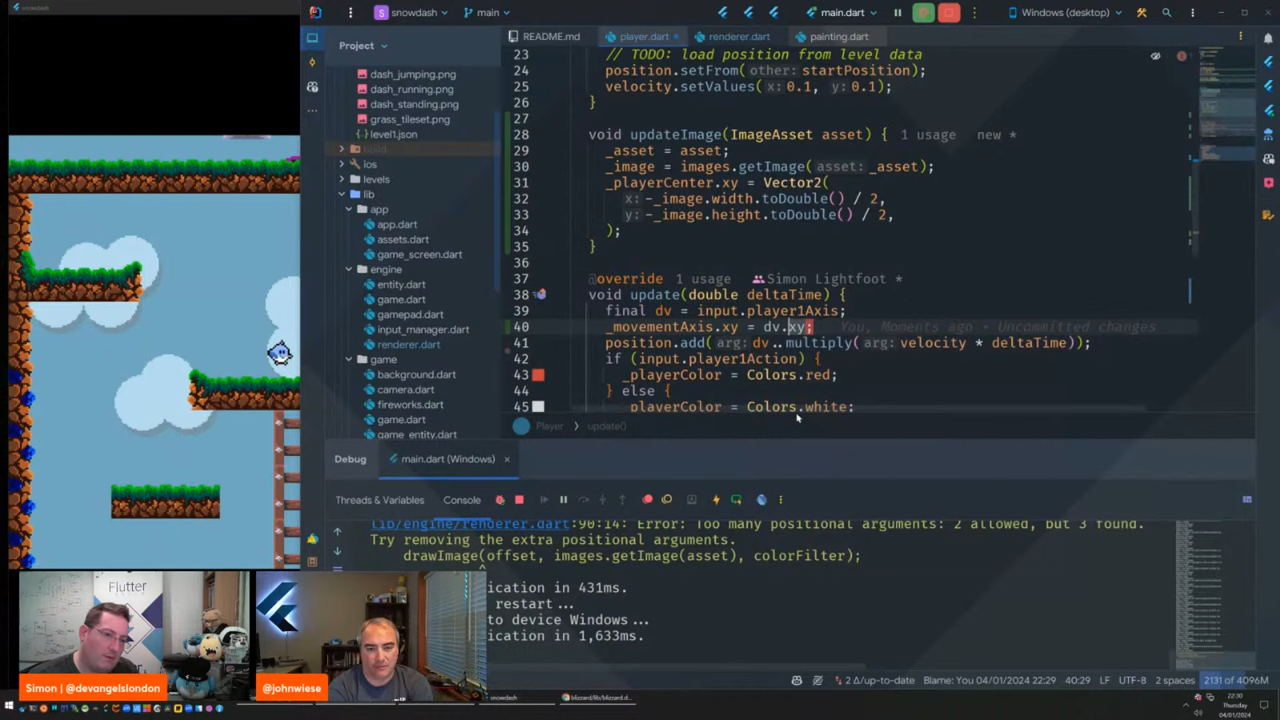 snowdash
S snowdash
main
main.dart
Windows (desktop)
Project
README.md
player.dart
renderer.dart
painting.dart
dash_jumping.png
dash_running.png
dash_standing.png
grass_tileset.png
level1.json
build
ios
levels
lib
app
app.dart
assets.dart
game_screen.dart
engine
entity.dart
game.dart
gamepad.dart
input_manager.dart
renderer.dart
game
background.dart
camera.dart
fireworks.dart
game.dart
game_entity.dart
23 // TODO: load position from level data
24 position.setFrom( other: startPosition);
25 velocity.setValues( x: 0.1, y: 0.1);
26 }
27
28 void updateImage(ImageAsset asset) { 1 usage new *
29 _asset = asset;
30 _image = images.getImage( asset: _asset);
31 _playerCenter.xy = Vector2(
32 x: -_image.width.toDouble() / 2,
33 y: -_image.height.toDouble() / 2,
34 );
35 }
36
37 @override 1 usage Simon Lightfoot *
38 void update(double deltaTime) {
39 final dv = input.player1Axis;
40 _movementAxis.xy = dv.xy; You, Moments ago • Uncommitted changes
41 position.add( arg: dv..multiply( arg: velocity * deltaTime));
42 if (input.player1Action) {
43 _playerColor = Colors.red;
44 } else {
45 _playerColor = Colors.white;
Player > update()
Debug
main.dart (Windows)
Threads & Variables
Console
lib/engine/renderer.dart:90:14: Error: Too many positional arguments: 2 allowed, but 3 found.
Try removing the extra positional arguments.
drawImage(offset, images.getImage(asset), colorFilter);
^
ication in 431ms.
restart ...
to device Windows ...
ication in 1,633ms.
Flutter
Simon | @devangelslondon
@johnwiese
2 Δ/up-to-date
Blame: You 04/01/2024 22:29
40:29
LF
UTF-8
2 spaces
2131 of 4096M
snowdash
blizzard/lib/blizzard.d
22:30
Thursday
04/01/2024